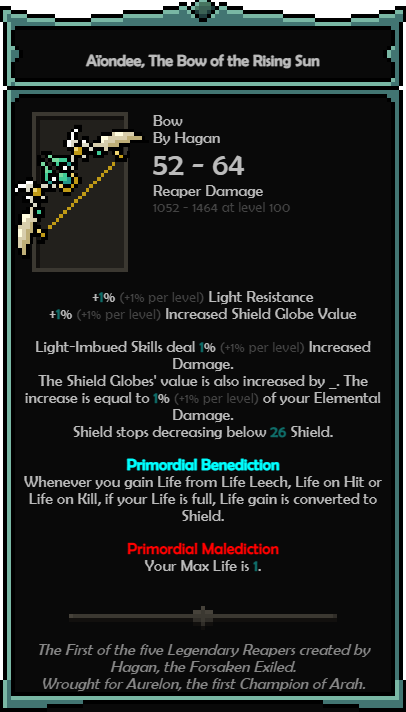 Aïondee, The Bow of the Rising Sun
Bow
By Hagan
52 - 64
Reaper Damage
1052 - 1464 at level 100
+1% (+1% per level) Light Resistance
+1% (+1% per level) Increased Shield Globe Value
Light-Imbued Skills deal 1% (+1% per level) Increased
Damage.
The Shield Globes' value is also increased by _. The
increase is equal to 1% (+1% per level) of your Elemental
Damage.
Shield stops decreasing below 26 Shield.
Primordial Benediction
Whenever you gain Life from Life Leech, Life on Hit or
Life on Kill, if your Life is full, Life gain is converted to
Shield.
Primordial Malediction
Your Max Life is 1.
The First of the five Legendary Reapers created by
Hagan, the Forsaken Exiled.
Wrought for Aurelon, the first Champion of Arah.